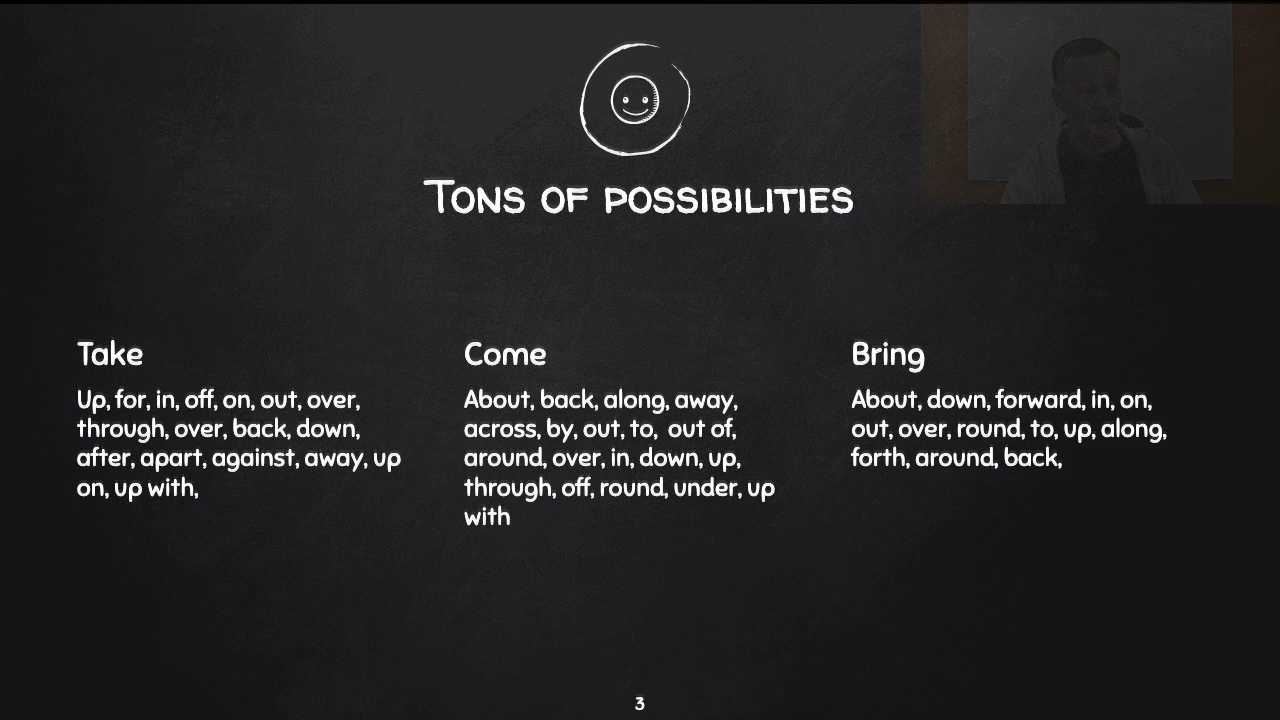 Tons of possibilities
Take
Up, for, in, off, on, out, over,
through, over, back, down,
after, apart, against, away, up
on, up with,
Come
About, back, along, away,
across, by, out, to,  out of,
around, over, in, down, up,
through, off, round, under, up
with
Bring
About, down, forward, in, on,
out, over, round, to, up, along,
forth, around, back,
3